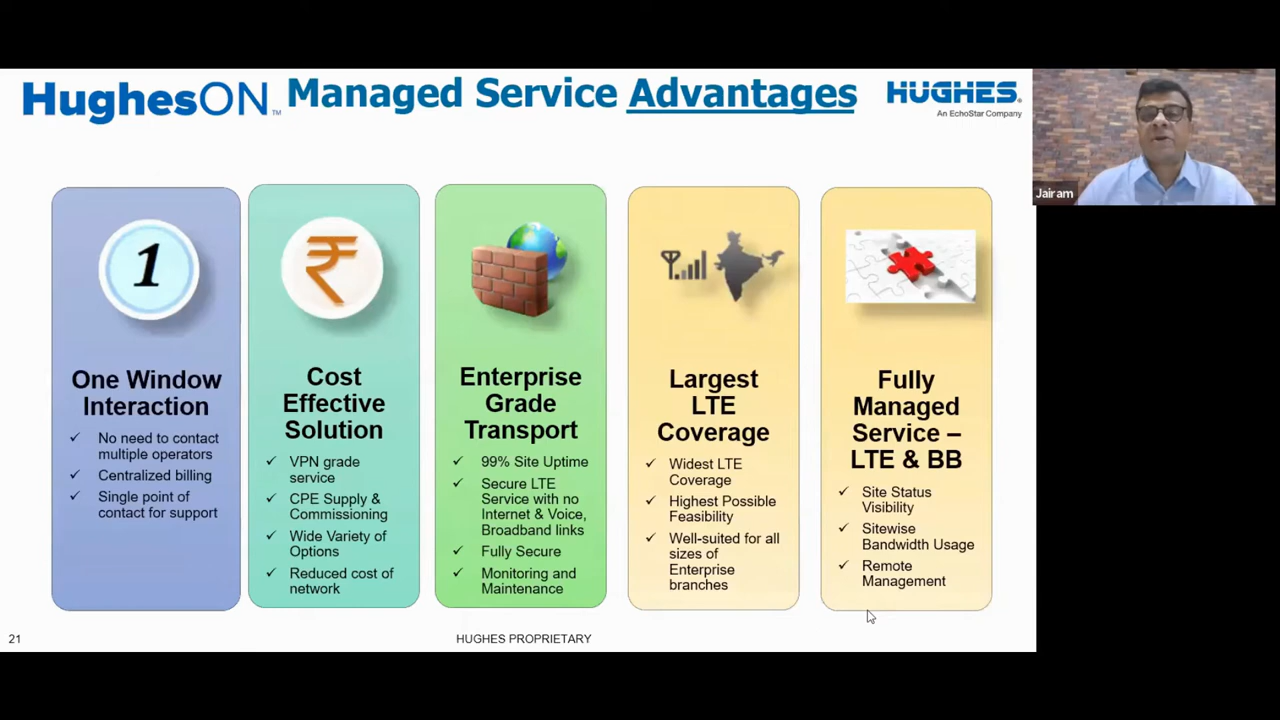 HughesON™ Managed Service Advantages
HUGHES®
An EchoStar Company
Jairam
1
One Window
Interaction
✓ No need to contact
multiple operators
✓ Centralized billing
✓ Single point of
contact for support
₹
Cost
Effective
Solution
✓ VPN grade
service
✓ CPE Supply &
Commissioning
✓ Wide Variety of
Options
✓ Reduced cost of
network
Enterprise
Grade
Transport
✓ 99% Site Uptime
✓ Secure LTE
Service with no
Internet & Voice,
Broadband links
✓ Fully Secure
✓ Monitoring and
Maintenance
Largest
LTE
Coverage
✓ Widest LTE
Coverage
✓ Highest Possible
Feasibility
✓ Well-suited for all
sizes of
Enterprise
branches
Fully
Managed
Service –
LTE & BB
✓ Site Status
Visibility
✓ Sitewise
Bandwidth Usage
✓ Remote
Management
21
HUGHES PROPRIETARY